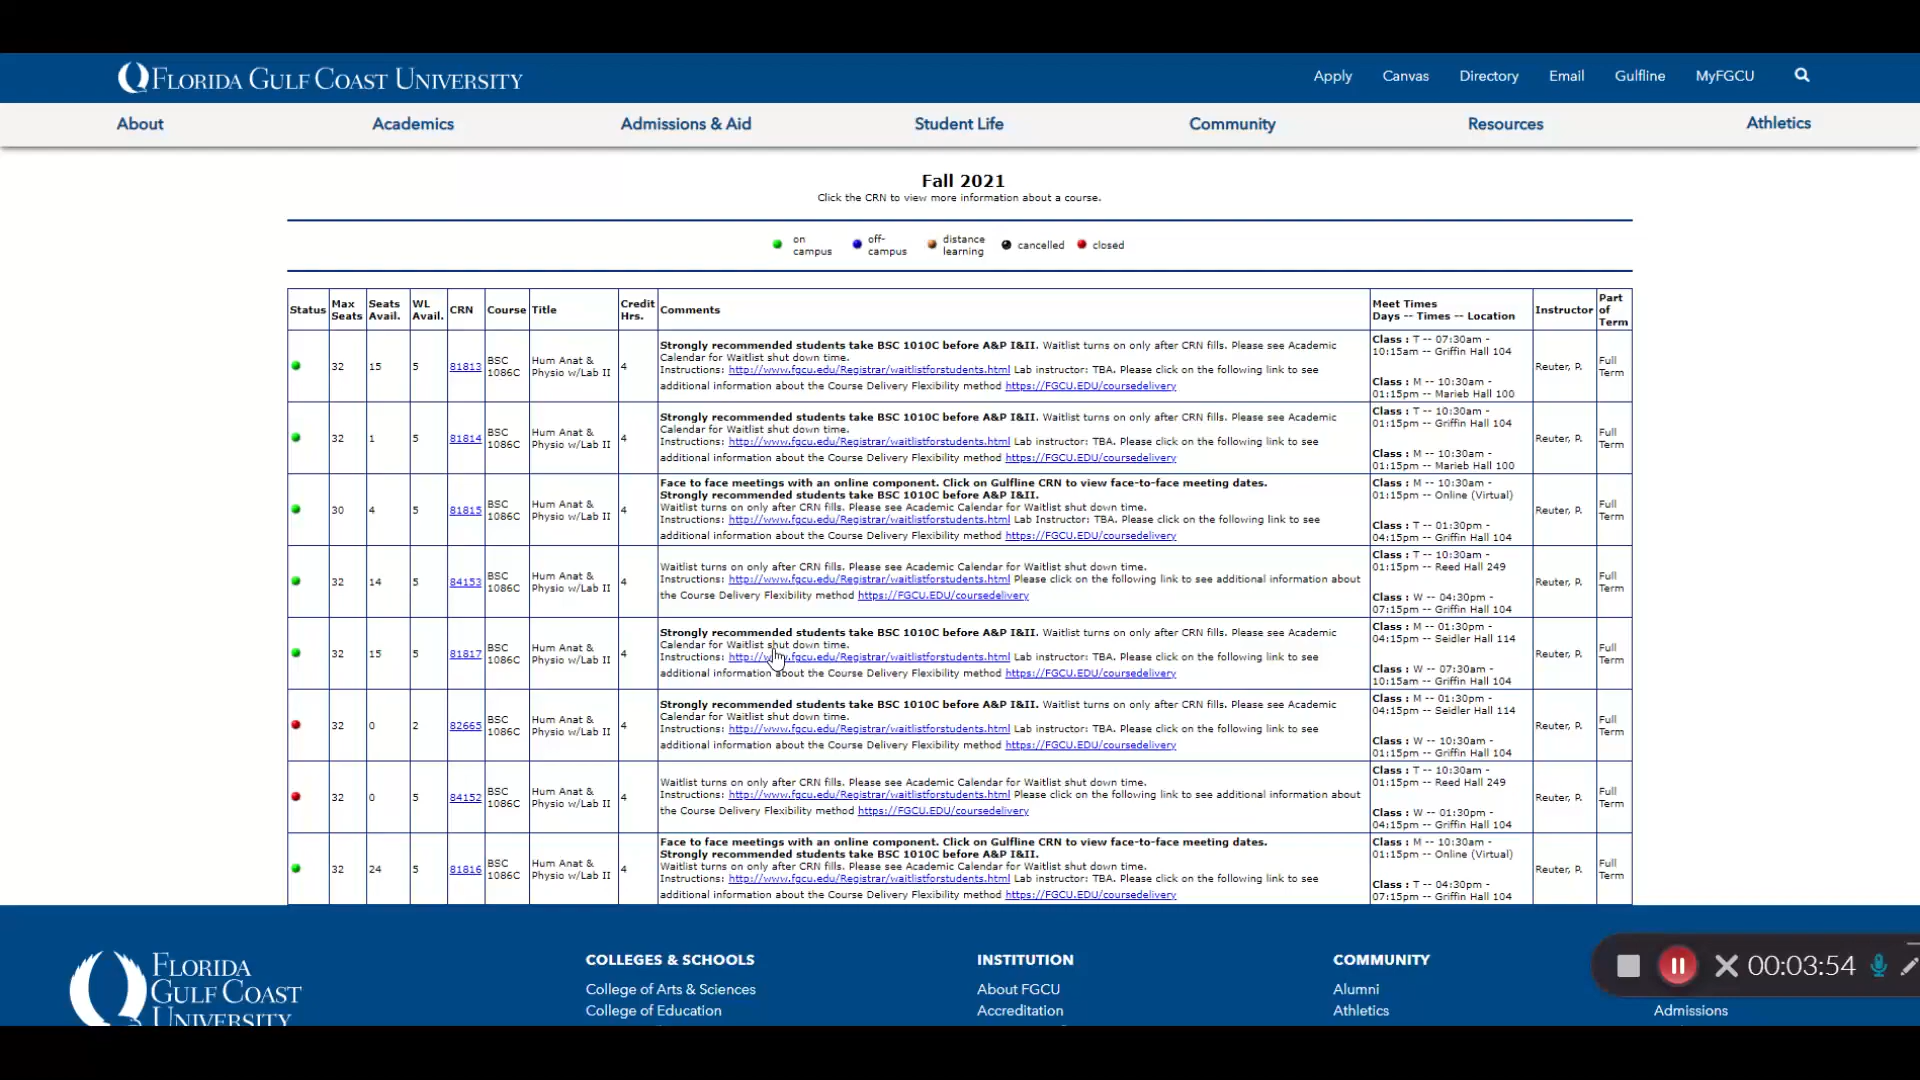 FLORIDA GULF COAST UNIVERSITY
Apply Canvas Directory Email Gulfline MyFGCU
About Academics Admissions & Aid Student Life Community Resources Athletics
Fall 2021
Click the CRN to view more information about a course.
on campus off-campus distance learning cancelled closed
Status Max Seats Seats Avail. WL Avail. CRN Course Title Credit Hrs. Comments Meet Times Days -- Times -- Location Instructor Part of Term
32 15 5 81813 BSC 1086C Hum Anat & Physio w/Lab II 4
Strongly recommended students take BSC 1010C before A&P I&II. Waitlist turns on only after CRN fills. Please see Academic
Calendar for Waitlist shut down time.
Instructions: http://www.fgcu.edu/Registrar/waitlistforstudents.html Lab instructor: TBA. Please click on the following link to see
additional information about the Course Delivery Flexibility method https://FGCU.EDU/coursedelivery
Class : T -- 07:30am -
10:15am -- Griffin Hall 104
Class : M -- 10:30am -
01:15pm -- Marieb Hall 100
Reuter, P. Full Term
32 1 5 81814 BSC 1086C Hum Anat & Physio w/Lab II 4
Strongly recommended students take BSC 1010C before A&P I&II. Waitlist turns on only after CRN fills. Please see Academic
Calendar for Waitlist shut down time.
Instructions: http://www.fgcu.edu/Registrar/waitlistforstudents.html Lab instructor: TBA. Please click on the following link to see
additional information about the Course Delivery Flexibility method https://FGCU.EDU/coursedelivery
Class : T -- 10:30am -
01:15pm -- Griffin Hall 104
Class : M -- 10:30am -
01:15pm -- Marieb Hall 100
Reuter, P. Full Term
30 4 5 81815 BSC 1086C Hum Anat & Physio w/Lab II 4
Face to face meetings with an online component. Click on Gulfline CRN to view face-to-face meeting dates.
Strongly recommended students take BSC 1010C before A&P I&II.
Waitlist turns on only after CRN fills. Please see Academic Calendar for Waitlist shut down time.
Instructions: http://www.fgcu.edu/Registrar/waitlistforstudents.html Lab Instructor: TBA. Please click on the following link to see
additional information about the Course Delivery Flexibility method https://FGCU.EDU/coursedelivery
Class : M -- 10:30am -
01:15pm -- Online (Virtual)
Class : T -- 01:30pm -
04:15pm -- Griffin Hall 104
Reuter, P. Full Term
32 14 5 84153 BSC 1086C Hum Anat & Physio w/Lab II 4
Waitlist turns on only after CRN fills. Please see Academic Calendar for Waitlist shut down time.
Instructions: http://www.fgcu.edu/Registrar/waitlistforstudents.html Please click on the following link to see additional information about
the Course Delivery Flexibility method https://FGCU.EDU/coursedelivery
Class : T -- 10:30am -
01:15pm -- Reed Hall 249
Class : W -- 04:30pm -
07:15pm -- Griffin Hall 104
Reuter, P. Full Term
32 15 5 81817 BSC 1086C Hum Anat & Physio w/Lab II 4
Strongly recommended students take BSC 1010C before A&P I&II. Waitlist turns on only after CRN fills. Please see Academic
Calendar for Waitlist shut down time.
Instructions: http://www.fgcu.edu/Registrar/waitlistforstudents.html Lab instructor: TBA. Please click on the following link to see
additional information about the Course Delivery Flexibility method https://FGCU.EDU/coursedelivery
Class : M -- 01:30pm -
04:15pm -- Seidler Hall 114
Class : W -- 07:30am -
10:15am -- Griffin Hall 104
Reuter, P. Full Term
32 0 2 82665 BSC 1086C Hum Anat & Physio w/Lab II 4
Strongly recommended students take BSC 1010C before A&P I&II. Waitlist turns on only after CRN fills. Please see Academic
Calendar for Waitlist shut down time.
Instructions: http://www.fgcu.edu/Registrar/waitlistforstudents.html Lab instructor: TBA. Please click on the following link to see
additional information about the Course Delivery Flexibility method https://FGCU.EDU/coursedelivery
Class : M -- 01:30pm -
04:15pm -- Seidler Hall 114
Class : W -- 10:30am -
01:15pm -- Griffin Hall 104
Reuter, P. Full Term
32 0 5 84152 BSC 1086C Hum Anat & Physio w/Lab II 4
Waitlist turns on only after CRN fills. Please see Academic Calendar for Waitlist shut down time.
Instructions: http://www.fgcu.edu/Registrar/waitlistforstudents.html Please click on the following link to see additional information about
the Course Delivery Flexibility method https://FGCU.EDU/coursedelivery
Class : T -- 10:30am -
01:15pm -- Reed Hall 249
Class : W -- 01:30pm -
04:15pm -- Griffin Hall 104
Reuter, P. Full Term
32 24 5 81816 BSC 1086C Hum Anat & Physio w/Lab II 4
Face to face meetings with an online component. Click on Gulfline CRN to view face-to-face meeting dates.
Strongly recommended students take BSC 1010C before A&P I&II.
Waitlist turns on only after CRN fills. Please see Academic Calendar for Waitlist shut down time.
Instructions: http://www.fgcu.edu/Registrar/waitlistforstudents.html Lab instructor: TBA. Please click on the following link to see
additional information about the Course Delivery Flexibility method https://FGCU.EDU/coursedelivery
Class : M -- 10:30am -
01:15pm -- Online (Virtual)
Class : T -- 04:30pm -
07:15pm -- Griffin Hall 104
Reuter, P. Full Term
FLORIDA
GULF COAST
UNIVERSITY
COLLEGES & SCHOOLS
College of Arts & Sciences
College of Education
INSTITUTION
About FGCU
Accreditation
COMMUNITY
Alumni
Athletics
Admissions
00:03:54